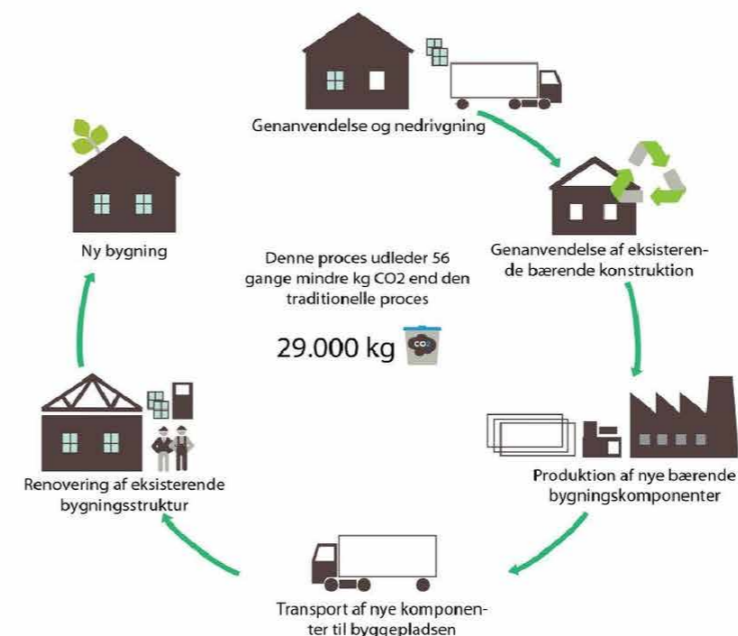 Genanvendelse og nedrivgning
Genanvendelse af eksisteren-
de bærende konstruktion
Ny bygning
Denne proces udleder 56
gange mindre kg CO2 end den
traditionelle proces
29.000 kg
CO2
Produktion af nye bærende
bygningskomponenter
Renovering af eksisterende
bygningsstruktur
Transport af nye komponen-
ter til byggepladsen